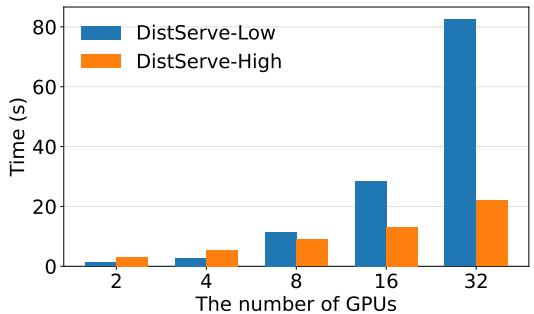 DistServe-Low
DistServe-High
Time (s)
80
60
40
20
0
2 4 8 16 32
The number of GPUs